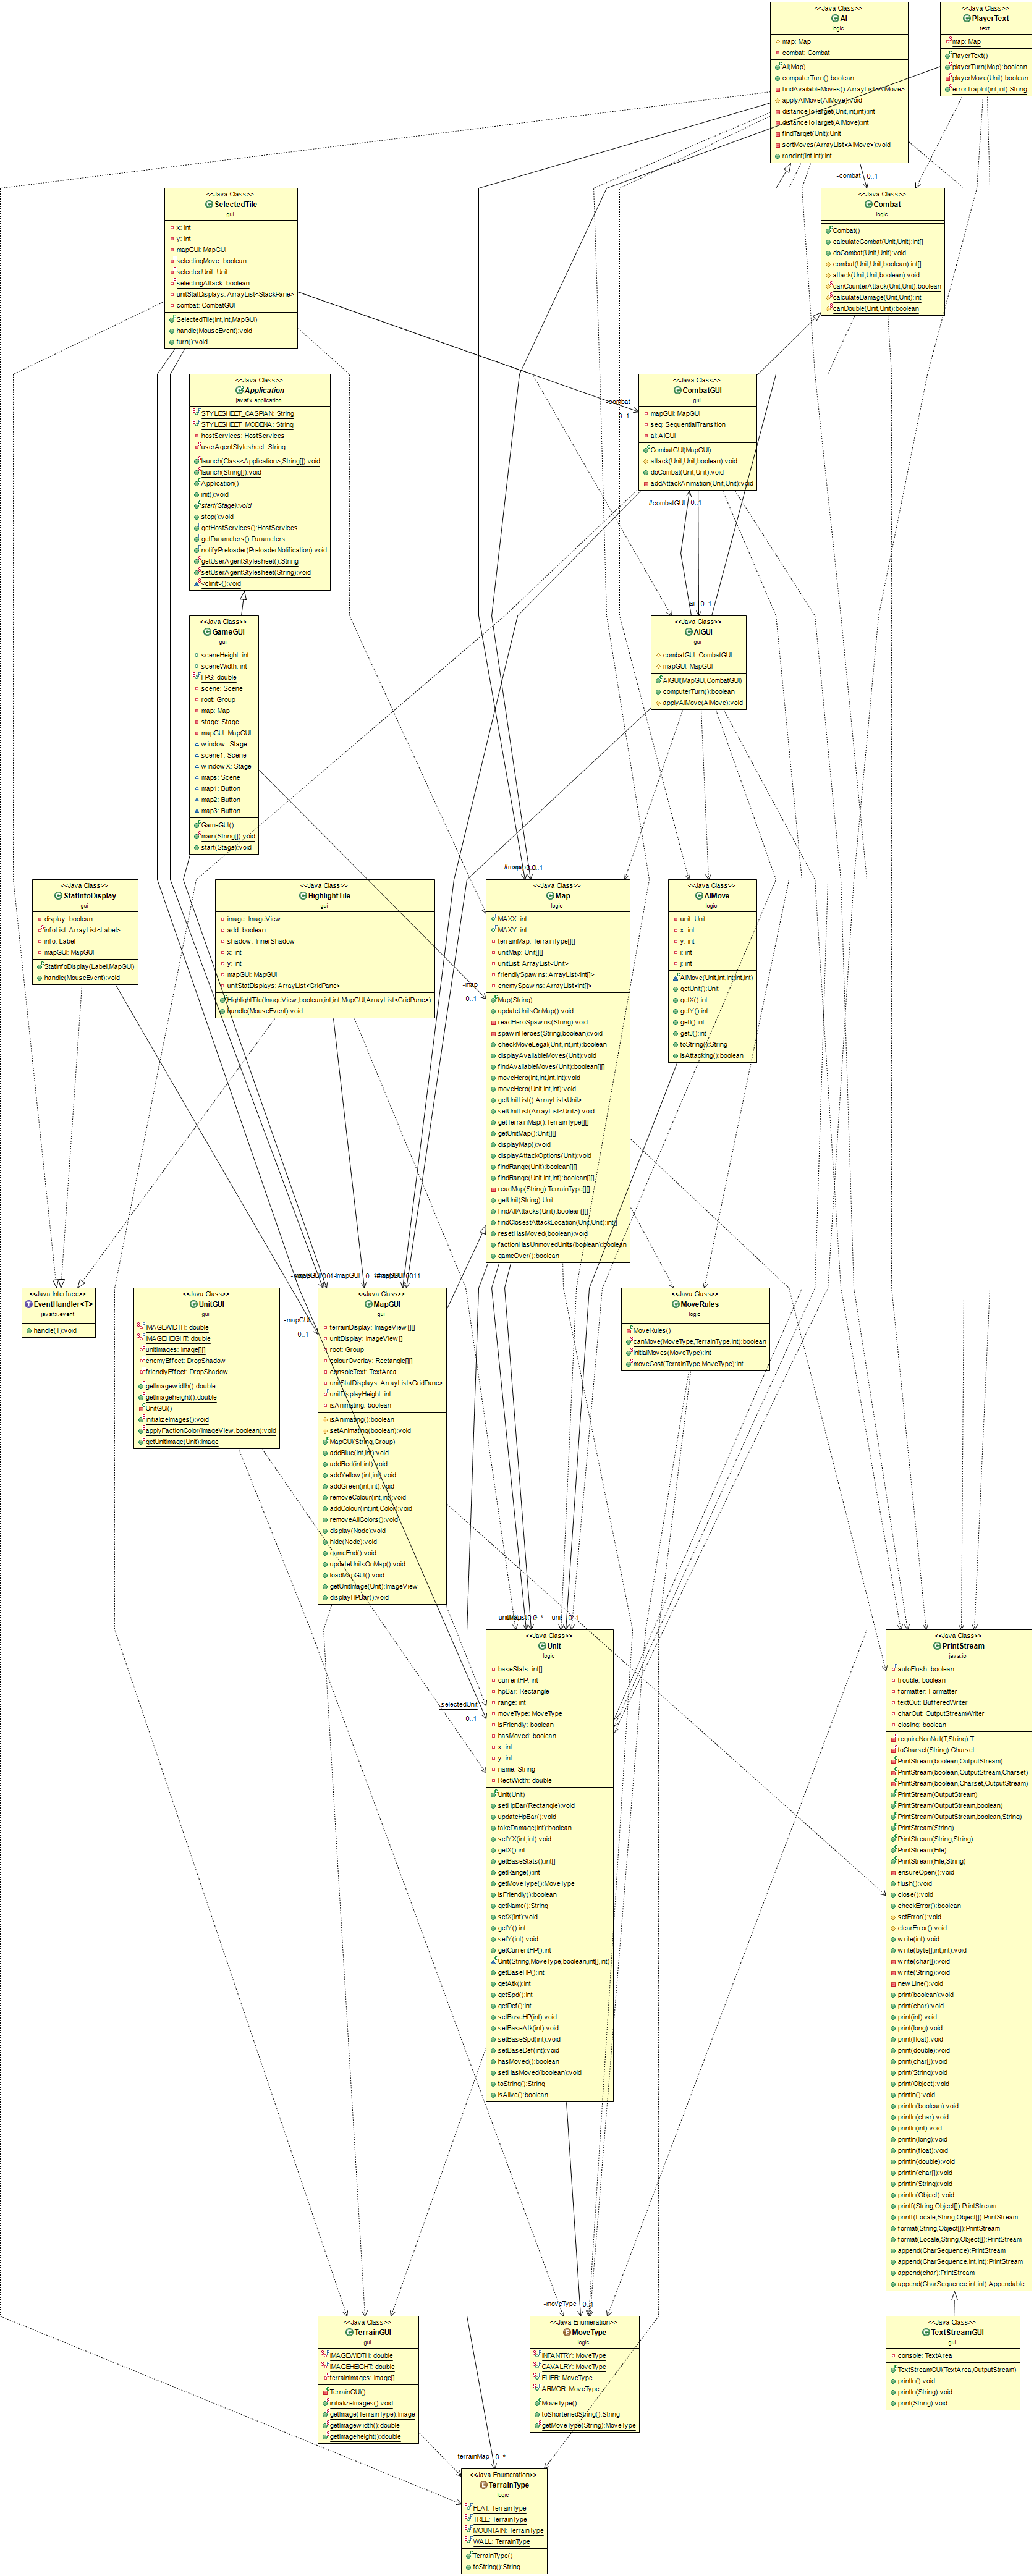 <<Java Class>>
AI
logic
map: Map
combat: Combat
AI(Map)
computerTurn():boolean
findAvailableMoves():ArrayList<AIMove>
applyAIMove(AIMove):void
distanceToTarget(Unit,int,int):int
distanceToTarget(AIMove):int
findTarget(Unit):Unit
sortMoves(ArrayList<AIMove>):void
randInt(int,int):int
<<Java Class>>
PlayerText
text
map: Map
PlayerText()
playerTurn(Map):boolean
playerMove(Unit):boolean
errorTrapInt(int,int):String
-combat
0..1
<<Java Class>>
SelectedTile
gui
x: int
y: int
mapGUI: MapGUI
selectingMove: boolean
selectedUnit: Unit
selectingAttack: boolean
unitStatDisplays: ArrayList<StackPane>
combat: CombatGUI
SelectedTile(int,int,MapGUI)
handle(MouseEvent):void
turn():void
<<Java Class>>
Combat
logic
Combat()
calculateCombat(Unit,Unit):int[]
doCombat(Unit,Unit):void
combat(Unit,Unit,boolean):int[]
attack(Unit,Unit,boolean):void
canCounterAttack(Unit,Unit):boolean
calculateDamage(Unit,Unit):int
canDouble(Unit,Unit):boolean
<<Java Class>>
Application
javafx.application
STYLESHEET_CASPIAN: String
STYLESHEET_MODENA: String
hostServices: HostServices
userAgentStylesheet: String
launch(Class<Application>,String[]):void
launch(String[]):void
Application()
init():void
start(Stage):void
stop():void
getHostServices():HostServices
getParameters():Parameters
notifyPreloader(PreloaderNotification):void
getUserAgentStylesheet():String
setUserAgentStylesheet(String):void
<clinit>():void
-combat
0..1
<<Java Class>>
CombatGUI
gui
mapGUI: MapGUI
seq: SequentialTransition
ai: AIGUI
CombatGUI(MapGUI)
attack(Unit,Unit,boolean):void
doCombat(Unit,Unit):void
addAttackAnimation(Unit,Unit):void
#combatGUI
0..1
-ai
0..1
<<Java Class>>
GameGUI
gui
sceneHeight: int
sceneWidth: int
FPS: double
scene: Scene
root: Group
map: Map
stage: Stage
mapGUI: MapGUI
window: Stage
scene1: Scene
windowX: Stage
maps: Scene
map1: Button
map2: Button
map3: Button
GameGUI()
main(String[]):void
start(Stage):void
<<Java Class>>
AIGUI
gui
combatGUI: CombatGUI
mapGUI: MapGUI
AIGUI(MapGUI,CombatGUI)
computerTurn():boolean
applyAIMove(AIMove):void
<<Java Class>>
StatInfoDisplay
gui
display: boolean
infoList: ArrayList<Label>
info: Label
mapGUI: MapGUI
StatInfoDisplay(Label,MapGUI)
handle(MouseEvent):void
<<Java Class>>
HighlightTile
gui
image: ImageView
add: boolean
shadow: InnerShadow
x: int
y: int
mapGUI: MapGUI
unitStatDisplays: ArrayList<GridPane>
HighlightTile(ImageView,boolean,int,int,MapGUI,ArrayList<GridPane>)
handle(MouseEvent):void
-map
0..1
<<Java Class>>
Map
logic
MAXX: int
MAXY: int
terrainMap: TerrainType[][]
unitMap: Unit[][]
unitList: ArrayList<Unit>
friendlySpawns: ArrayList<int[]>
enemySpawns: ArrayList<int[]>
Map(String)
updateUnitsOnMap():void
readHeroSpawns(String):void
spawnHeroes(String,boolean):void
checkMoveLegal(Unit,int,int):boolean
displayAvailableMoves(Unit):void
findAvailableMoves(Unit):boolean[][]
moveHero(int,int,int,int):void
moveHero(Unit,int,int):void
getUnitList():ArrayList<Unit>
setUnitList(ArrayList<Unit>):void
getTerrainMap():TerrainType[][]
getUnitMap():Unit[][]
displayMap():void
displayAttackOptions(Unit):void
findRange(Unit):boolean[][]
findRange(Unit,int,int):boolean[][]
readMap(String):TerrainType[][]
getUnit(String):Unit
findAllAttacks(Unit):boolean[][]
findClosestAttackLocation(Unit,Unit):int[]
resetHasMoved(boolean):void
factionHasUnmovedUnits(boolean):boolean
gameOver():boolean
<<Java Class>>
AIMove
logic
unit: Unit
x: int
y: int
i: int
j: int
AIMove(Unit,int,int,int,int)
getUnit():Unit
getX():int
getY():int
getI():int
getJ():int
toString():String
isAttacking():boolean
<<Java Interface>>
EventHandler<T>
javafx.event
handle(T):void
<<Java Class>>
UnitGUI
gui
IMAGEWIDTH: double
IMAGEHEIGHT: double
unitImages: Image[][]
enemyEffect: DropShadow
friendlyEffect: DropShadow
getImagewidth():double
getImageheight():double
UnitGUI()
initializeImages():void
applyFactionColor(ImageView,boolean):void
getUnitImage(Unit):Image
-mapGUI
0..1
<<Java Class>>
MapGUI
gui
terrainDisplay: ImageView[][]
unitDisplay: ImageView[]
root: Group
colourOverlay: Rectangle[][]
consoleText: TextArea
unitStatDisplays: ArrayList<GridPane>
unitDisplayHeight: int
isAnimating: boolean
isAnimating():boolean
setAnimating(boolean):void
MapGUI(String,Group)
addBlue(int,int):void
addRed(int,int):void
addYellow(int,int):void
addGreen(int,int):void
removeColour(int,int):void
addColour(int,int,Color):void
removeAllColors():void
display(Node):void
hide(Node):void
gameEnd():void
updateUnitsOnMap():void
loadMapGUI():void
getUnitImage(Unit):ImageView
displayHPBar():void
<<Java Class>>
MoveRules
logic
MoveRules()
canMove(MoveType,TerrainType,int):boolean
initialMoves(MoveType):int
moveCost(TerrainType,MoveType):int
-unit
0..1
-selectedUnit
0..1
<<Java Class>>
Unit
logic
baseStats: int[]
currentHP: int
hpBar: Rectangle
range: int
moveType: MoveType
isFriendly: boolean
hasMoved: boolean
x: int
y: int
name: String
RectWidth: double
Unit(Unit)
setHpBar(Rectangle):void
updateHpBar():void
takeDamage(int):boolean
setYX(int,int):void
getX():int
getBaseStats():int[]
getRange():int
getMoveType():MoveType
isFriendly():boolean
getName():String
setX(int):void
getY():int
setY(int):void
getCurrentHP():int
Unit(String,MoveType,boolean,int[],int)
getBaseHP():int
getAtk():int
getSpd():int
getDef():int
setBaseHP(int):void
setBaseAtk(int):void
setBaseSpd(int):void
setBaseDef(int):void
hasMoved():boolean
setHasMoved(boolean):void
toString():String
isAlive():boolean
<<Java Class>>
PrintStream
java.io
autoFlush: boolean
trouble: boolean
formatter: Formatter
textOut: BufferedWriter
charOut: OutputStreamWriter
closing: boolean
requireNonNull(T,String):T
toCharset(String):Charset
PrintStream(boolean,OutputStream)
PrintStream(boolean,OutputStream,Charset)
PrintStream(boolean,Charset,OutputStream)
PrintStream(OutputStream)
PrintStream(OutputStream,boolean)
PrintStream(OutputStream,boolean,String)
PrintStream(String)
PrintStream(String,String)
PrintStream(File)
PrintStream(File,String)
ensureOpen():void
flush():void
close():void
checkError():boolean
setError():void
clearError():void
write(int):void
write(byte[],int,int):void
write(char[]):void
write(String):void
newLine():void
print(boolean):void
print(char):void
print(int):void
print(long):void
print(float):void
print(double):void
print(char[]):void
print(String):void
print(Object):void
println():void
println(boolean):void
println(char):void
println(int):void
println(long):void
println(float):void
println(double):void
println(char[]):void
println(String):void
println(Object):void
printf(String,Object[]):PrintStream
printf(Locale,String,Object[]):PrintStream
format(String,Object[]):PrintStream
format(Locale,String,Object[]):PrintStream
append(CharSequence):PrintStream
append(CharSequence,int,int):PrintStream
append(char):PrintStream
append(CharSequence,int,int):Appendable
-moveType
0..1
<<Java Class>>
TerrainGUI
gui
IMAGEWIDTH: double
IMAGEHEIGHT: double
terrainImages: Image[]
TerrainGUI()
initializeImages():void
getImage(TerrainType):Image
getImagewidth():double
getImageheight():double
<<Java Enumeration>>
MoveType
logic
INFANTRY: MoveType
CAVALRY: MoveType
FLIER: MoveType
ARMOR: MoveType
MoveType()
toShortenedString():String
getMoveType(String):MoveType
<<Java Class>>
TextStreamGUI
gui
console: TextArea
TextStreamGUI(TextArea,OutputStream)
println():void
println(String):void
print(String):void
-terrainMap
0..*
<<Java Enumeration>>
TerrainType
logic
FLAT: TerrainType
TREE: TerrainType
MOUNTAIN: TerrainType
WALL: TerrainType
TerrainType()
toString():String